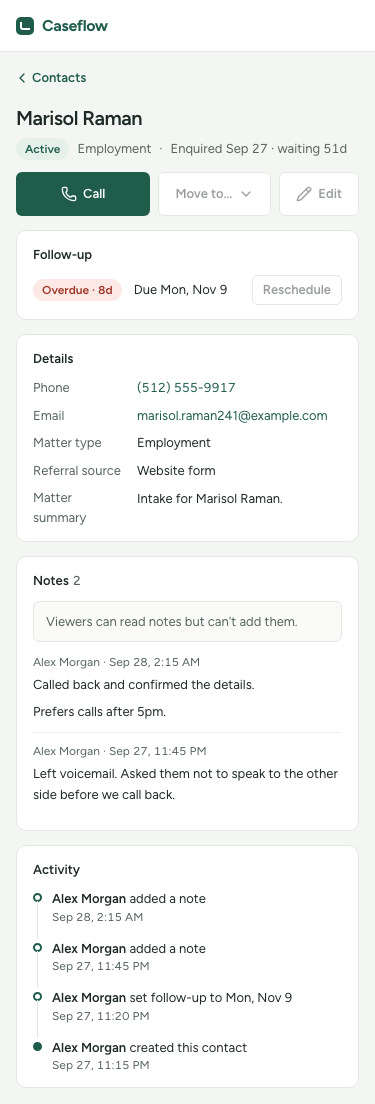 Caseflow
Contacts
Marisol Raman
Active Employment · Enquired Sep 27 · waiting 51d
Call Move to... Edit
Follow-up
Overdue · 8d Due Mon, Nov 9 Reschedule
Details
Phone (512) 555-9917
Email marisol.raman241@example.com
Matter type Employment
Referral source Website form
Matter summary Intake for Marisol Raman.
Notes 2
Viewers can read notes but can't add them.
Alex Morgan · Sep 28, 2:15 AM
Called back and confirmed the details.
Prefers calls after 5pm.
Alex Morgan · Sep 27, 11:45 PM
Left voicemail. Asked them not to speak to the other
side before we call back.
Activity
Alex Morgan added a note
Sep 28, 2:15 AM
Alex Morgan added a note
Sep 27, 11:45 PM
Alex Morgan set follow-up to Mon, Nov 9
Sep 27, 11:20 PM
Alex Morgan created this contact
Sep 27, 11:15 PM